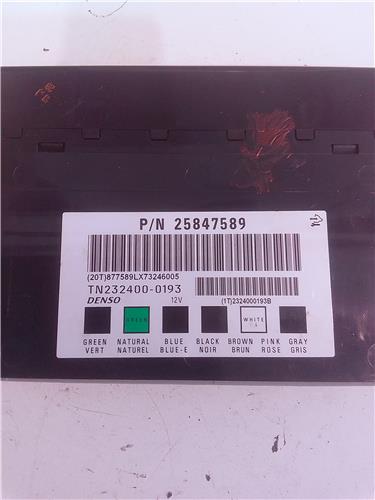 P/N 25847589
(20T)877589LX73246005
TN232400-0193
DENSO 12V
(1T)2324000193B
GREEN
WHITE
GREEN NATURAL BLUE BLACK BROWN PINK GRAY
VERT NATUREL BLUE-E NOIR BRUN ROSE GRIS